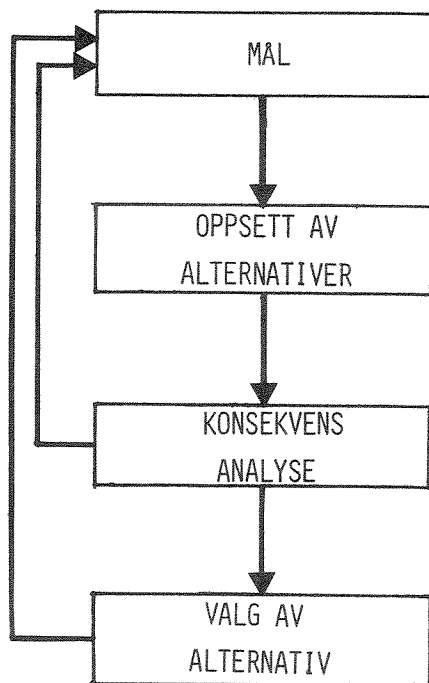 MÅL
OPPSETT AV
ALTERNATIVER
KONSEKVENS
ANALYSE
VALG AV
ALTERNATIV